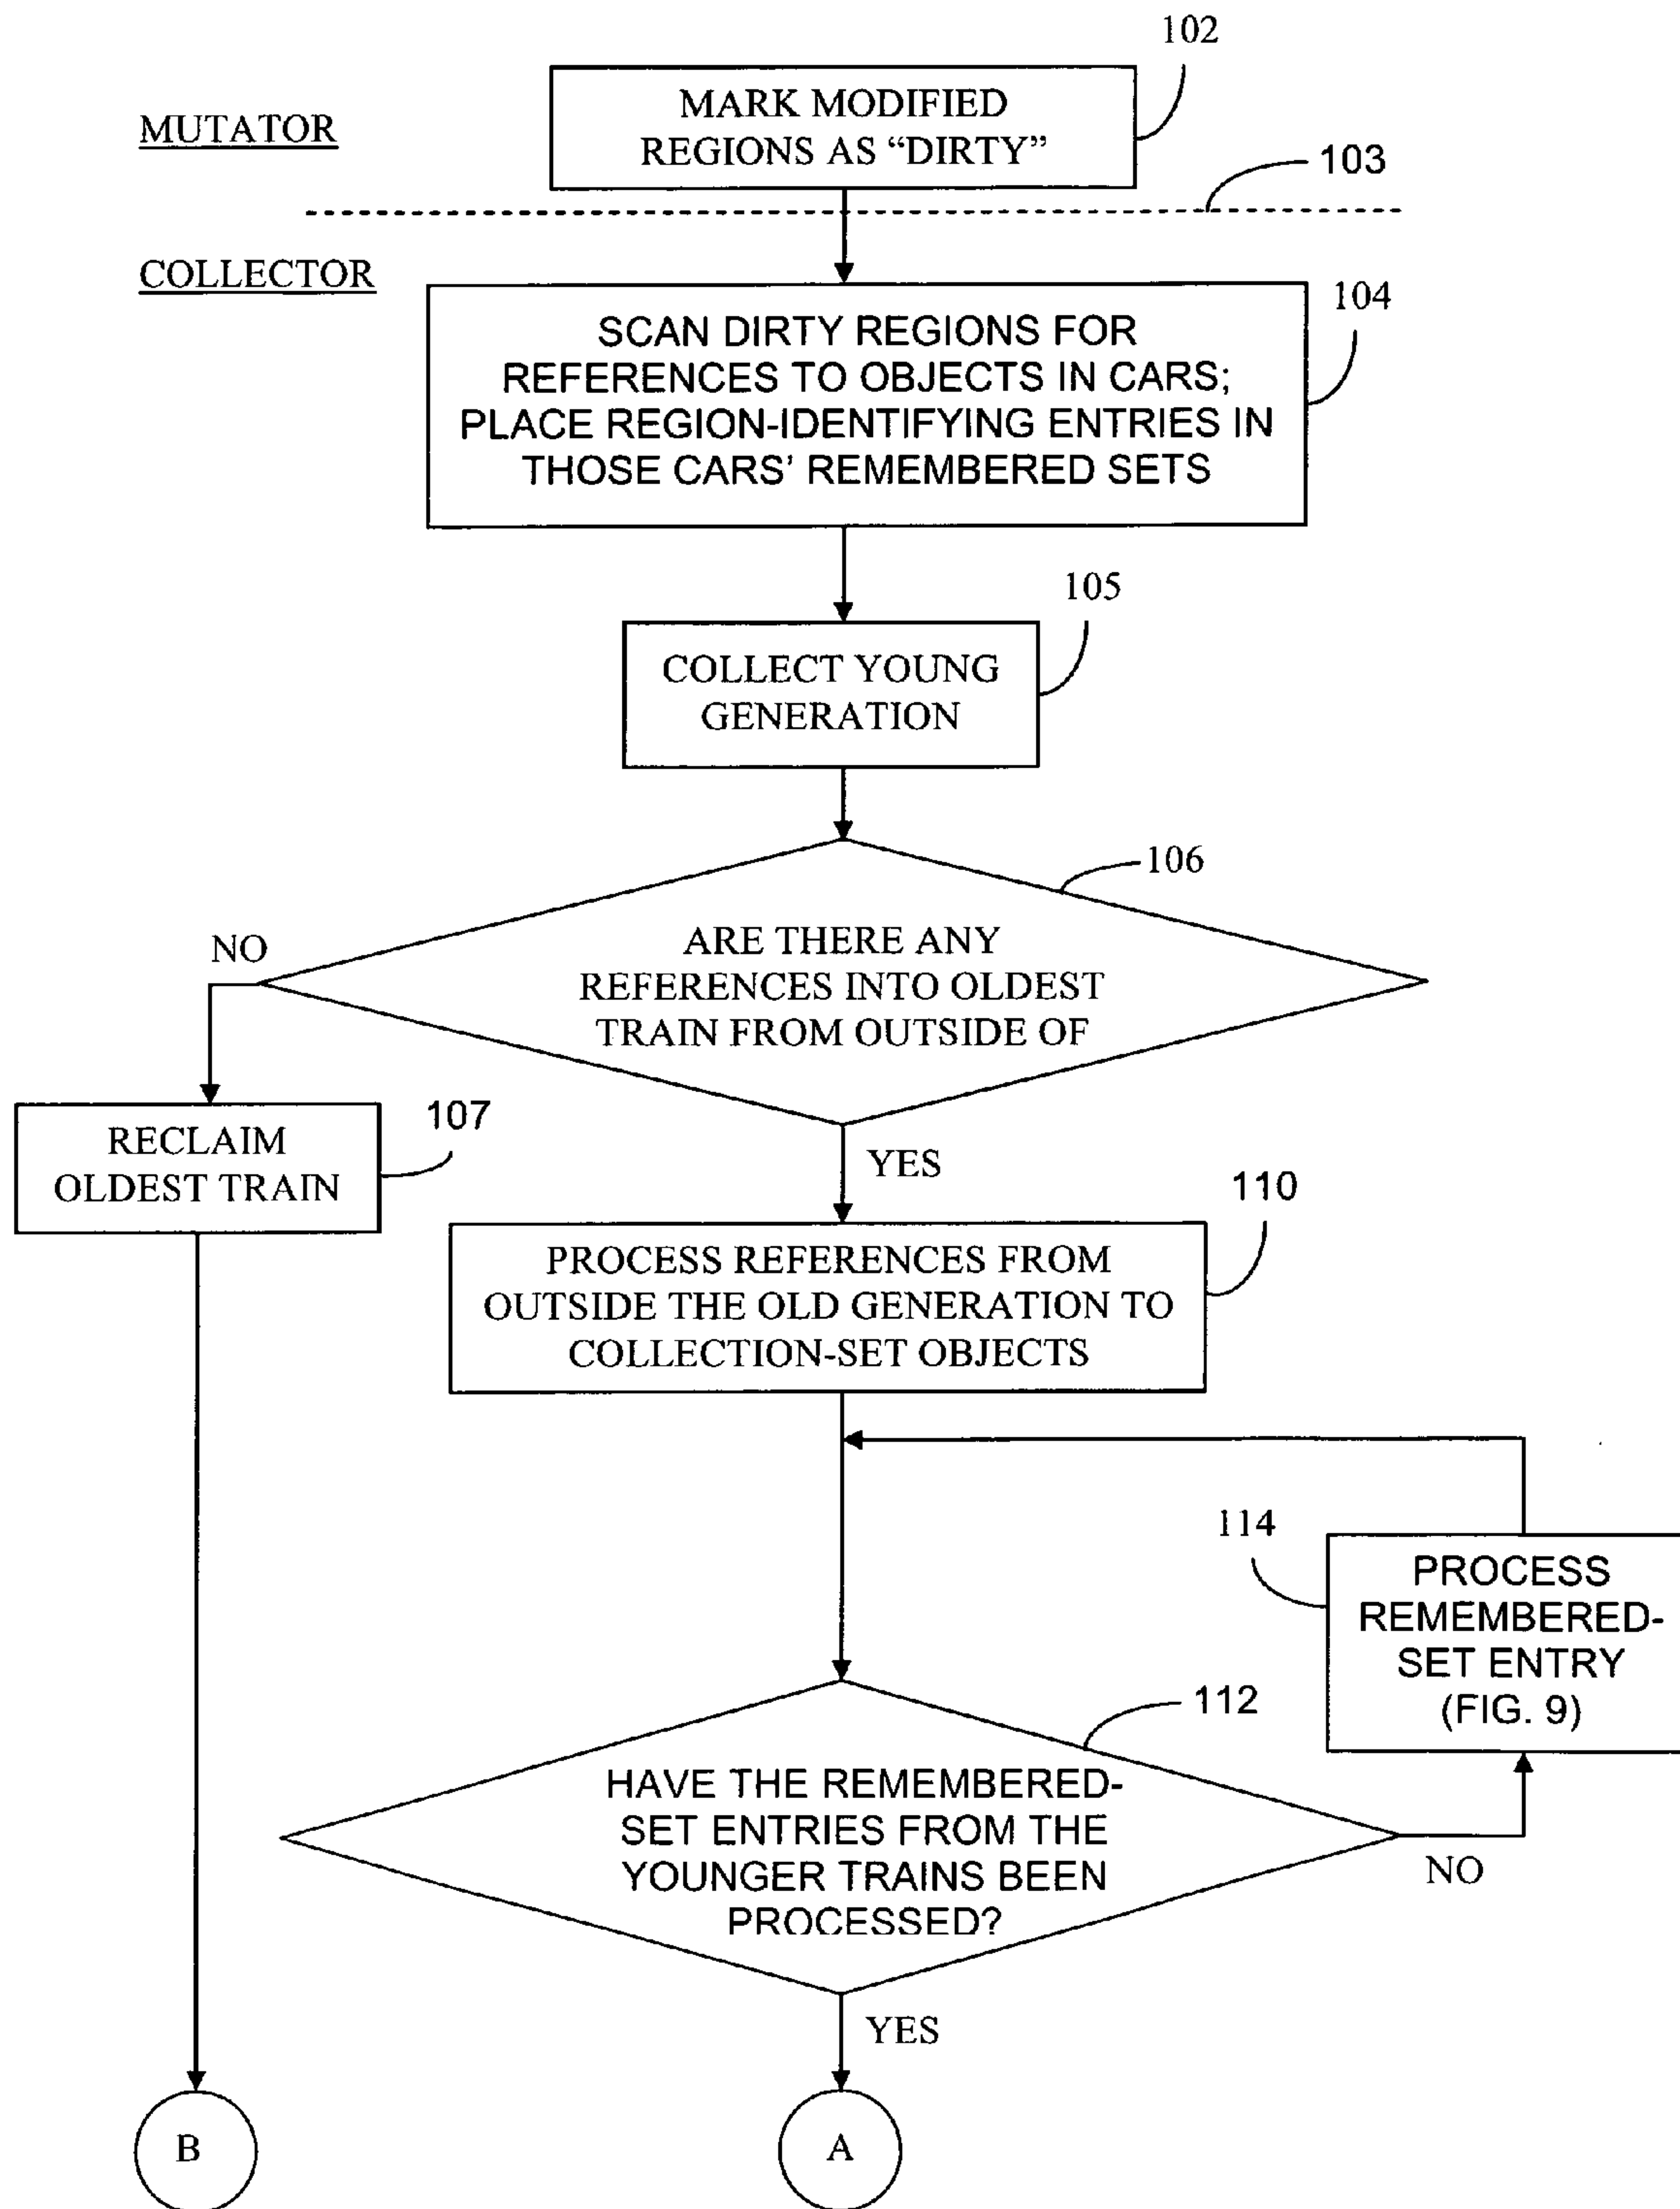 102
MARK MODIFIED
REGIONS AS “DIRTY”
MUTATOR
103
COLLECTOR
104
SCAN DIRTY REGIONS FOR
REFERENCES TO OBJECTS IN CARS;
PLACE REGION-IDENTIFYING ENTRIES IN
THOSE CARS’ REMEMBERED SETS
105
COLLECT YOUNG
GENERATION
106
ARE THERE ANY
REFERENCES INTO OLDEST
TRAIN FROM OUTSIDE OF
NO
RECLAIM
OLDEST TRAIN
107
YES
110
PROCESS REFERENCES FROM
OUTSIDE THE OLD GENERATION TO
COLLECTION-SET OBJECTS
114
PROCESS
REMEMBERED-
SET ENTRY
(FIG. 9)
112
HAVE THE REMEMBERED-
SET ENTRIES FROM THE
YOUNGER TRAINS BEEN
PROCESSED?
NO
YES
B
A